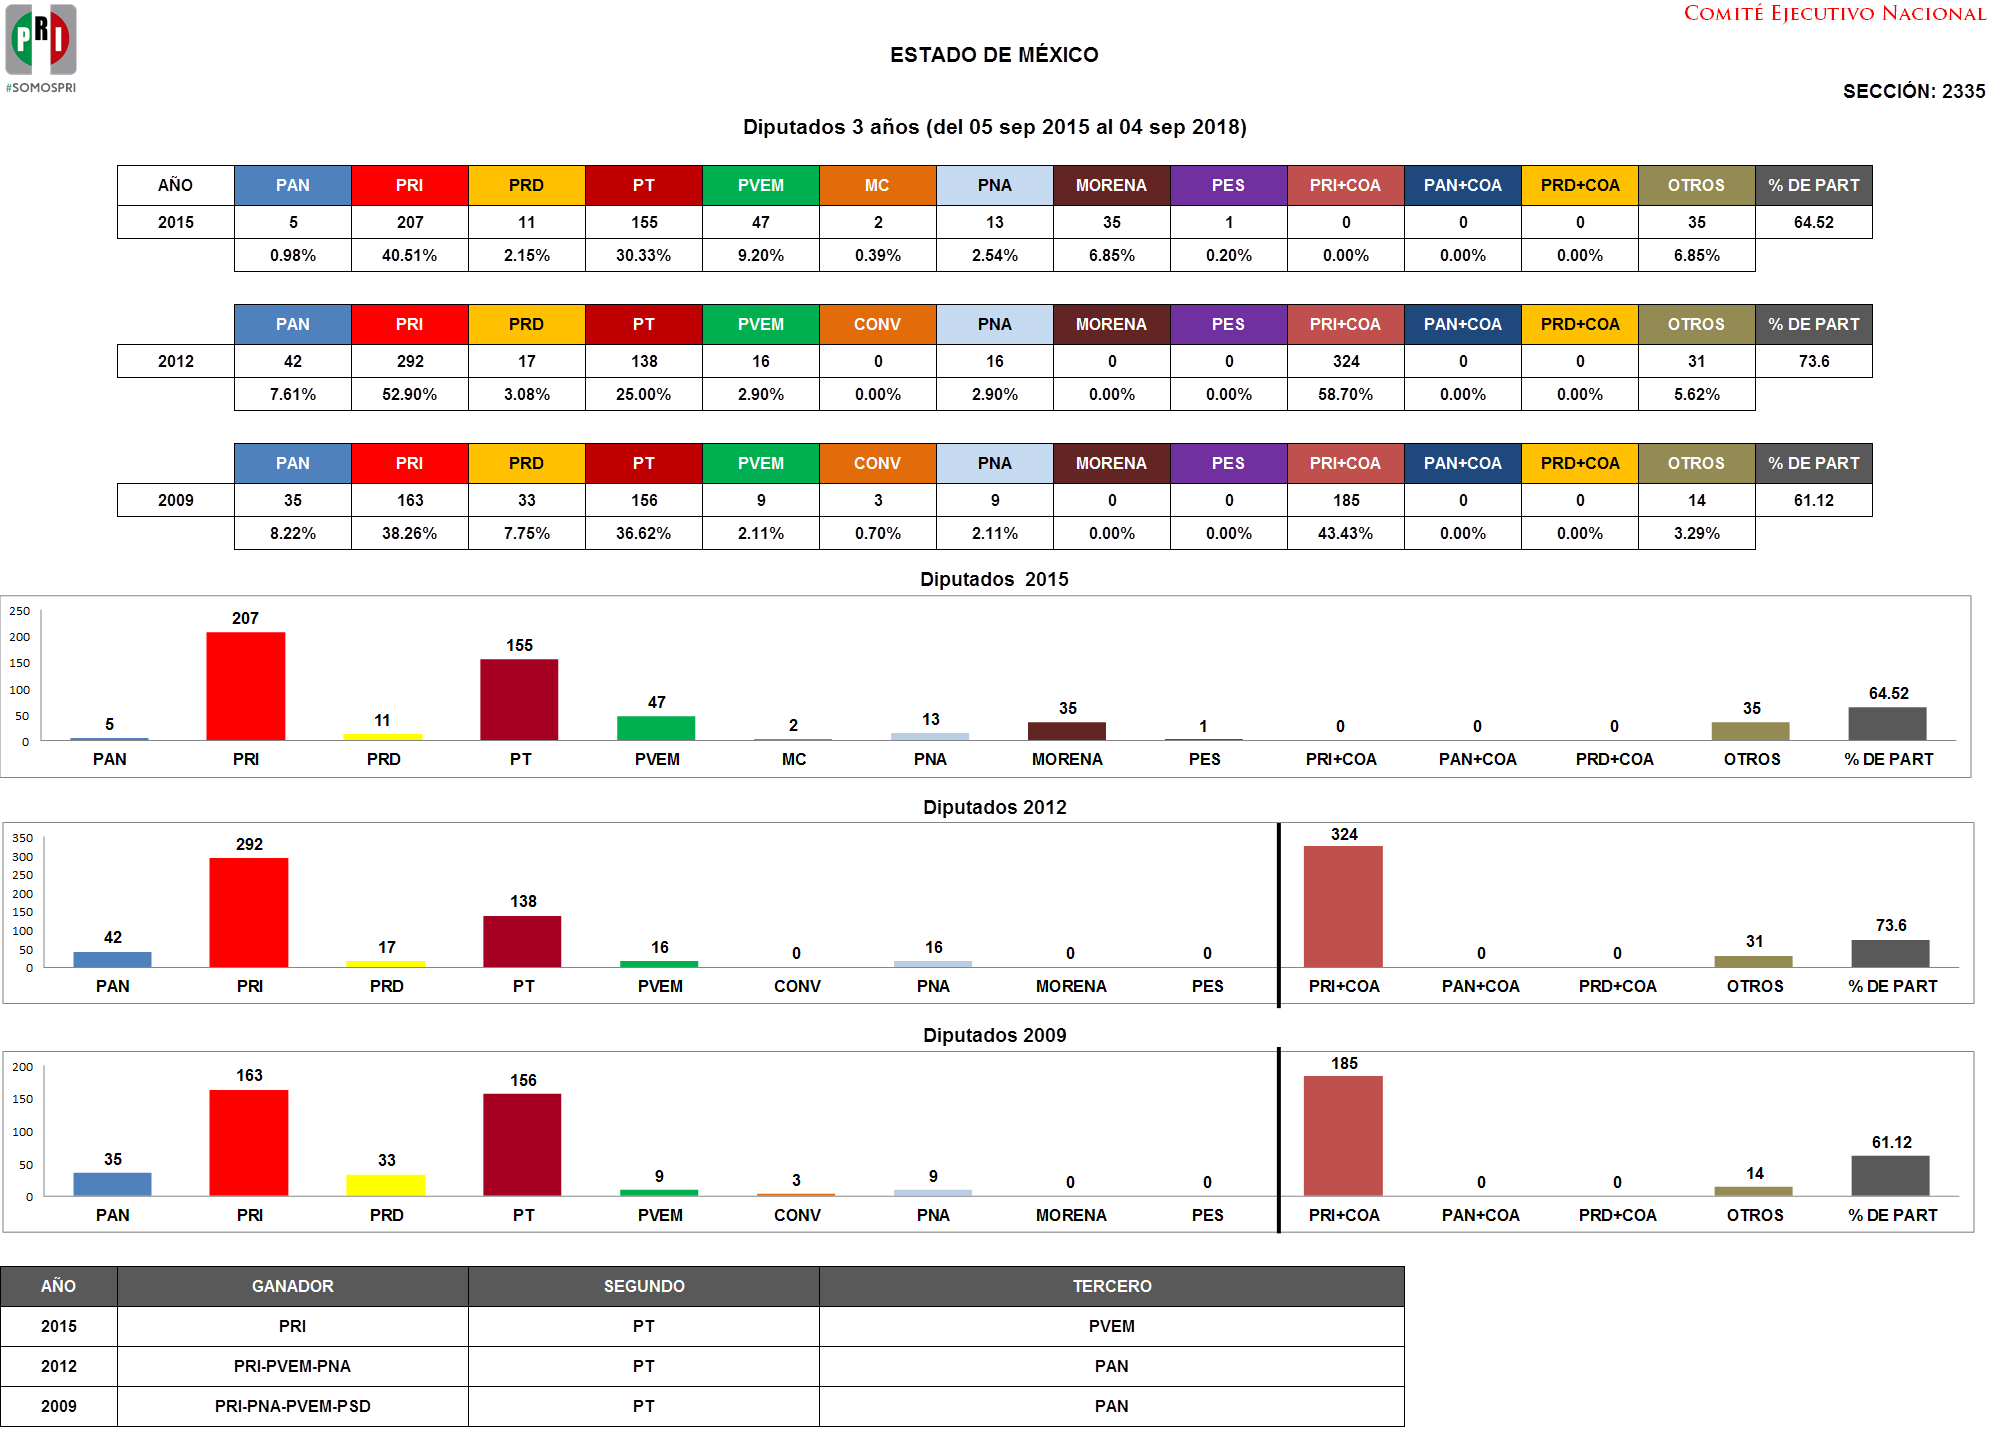 PRI
#SOMOSPRI
COMITÉ EJECUTIVO NACIONAL
ESTADO DE MÉXICO
SECCIÓN: 2335
Diputados 3 años (del 05 sep 2015 al 04 sep 2018)
AÑO PAN PRI PRD PT PVEM MC PNA MORENA PES PRI+COA PAN+COA PRD+COA OTROS % DE PART
2015 5 207 11 155 47 2 13 35 1 0 0 0 35 64.52
0.98% 40.51% 2.15% 30.33% 9.20% 0.39% 2.54% 6.85% 0.20% 0.00% 0.00% 0.00% 6.85%
PAN PRI PRD PT PVEM CONV PNA MORENA PES PRI+COA PAN+COA PRD+COA OTROS % DE PART
2012 42 292 17 138 16 0 16 0 0 324 0 0 31 73.6
7.61% 52.90% 3.08% 25.00% 2.90% 0.00% 2.90% 0.00% 0.00% 58.70% 0.00% 0.00% 5.62%
PAN PRI PRD PT PVEM CONV PNA MORENA PES PRI+COA PAN+COA PRD+COA OTROS % DE PART
2009 35 163 33 156 9 3 9 0 0 185 0 0 14 61.12
8.22% 38.26% 7.75% 36.62% 2.11% 0.70% 2.11% 0.00% 0.00% 43.43% 0.00% 0.00% 3.29%
Diputados 2015
250
200
150
100
50
0
5 207 11 155 47 2 13 35 1 0 0 0 35 64.52
PAN PRI PRD PT PVEM MC PNA MORENA PES PRI+COA PAN+COA PRD+COA OTROS % DE PART
Diputados 2012
350
300
250
200
150
100
50
0
42 292 17 138 16 0 16 0 0 324 0 0 31 73.6
PAN PRI PRD PT PVEM CONV PNA MORENA PES PRI+COA PAN+COA PRD+COA OTROS % DE PART
Diputados 2009
200
150
100
50
0
35 163 33 156 9 3 9 0 0 185 0 0 14 61.12
PAN PRI PRD PT PVEM CONV PNA MORENA PES PRI+COA PAN+COA PRD+COA OTROS % DE PART
AÑO GANADOR SEGUNDO TERCERO
2015 PRI PT PVEM
2012 PRI-PVEM-PNA PT PAN
2009 PRI-PNA-PVEM-PSD PT PAN